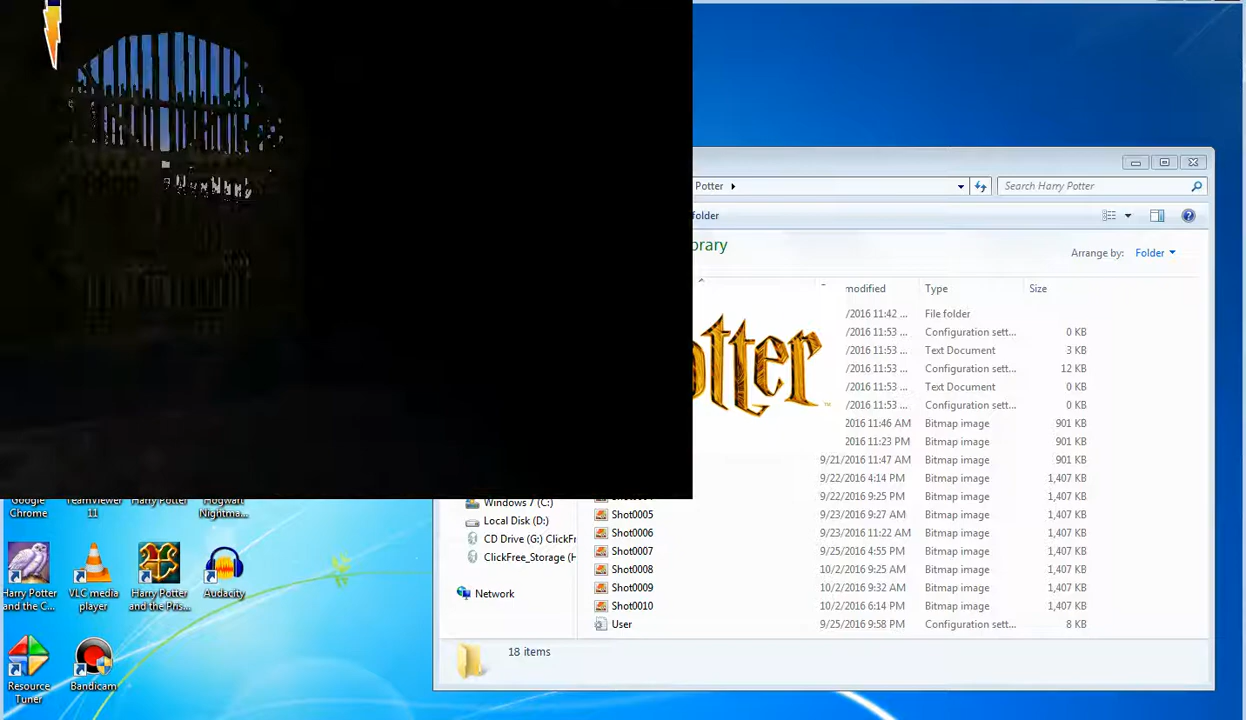 Potter
Search Harry Potter
folder
brary
Arrange by: Folder
modified Type Size
/2016 11:42 ... File folder
/2016 11:53 ... Configuration sett... 0 KB
/2016 11:53 ... Text Document 3 KB
/2016 11:53 ... Configuration sett... 12 KB
/2016 11:53 ... Text Document 0 KB
/2016 11:53 ... Configuration sett... 0 KB
2016 11:46 AM Bitmap image 901 KB
2016 11:23 PM Bitmap image 901 KB
9/21/2016 11:47 AM Bitmap image 901 KB
9/22/2016 4:14 PM Bitmap image 1,407 KB
9/22/2016 9:25 PM Bitmap image 1,407 KB
Shot0005 9/23/2016 9:27 AM Bitmap image 1,407 KB
Shot0006 9/23/2016 11:22 AM Bitmap image 1,407 KB
Shot0007 9/25/2016 4:55 PM Bitmap image 1,407 KB
Shot0008 10/2/2016 9:25 AM Bitmap image 1,407 KB
Shot0009 10/2/2016 9:32 AM Bitmap image 1,407 KB
Shot0010 10/2/2016 6:14 PM Bitmap image 1,407 KB
User 9/25/2016 9:58 PM Configuration sett... 8 KB
otter
™
Windows 7 (C:)
Local Disk (D:)
CD Drive (G:) ClickFr
ClickFree_Storage (H
Network
18 items
Google Chrome
TeamViewer 11
Harry Potter
Hogwart Nightma...
Harry Potter and the C...
VLC media player
Harry Potter and the Pris...
Audacity
Resource Tuner
Bandicam